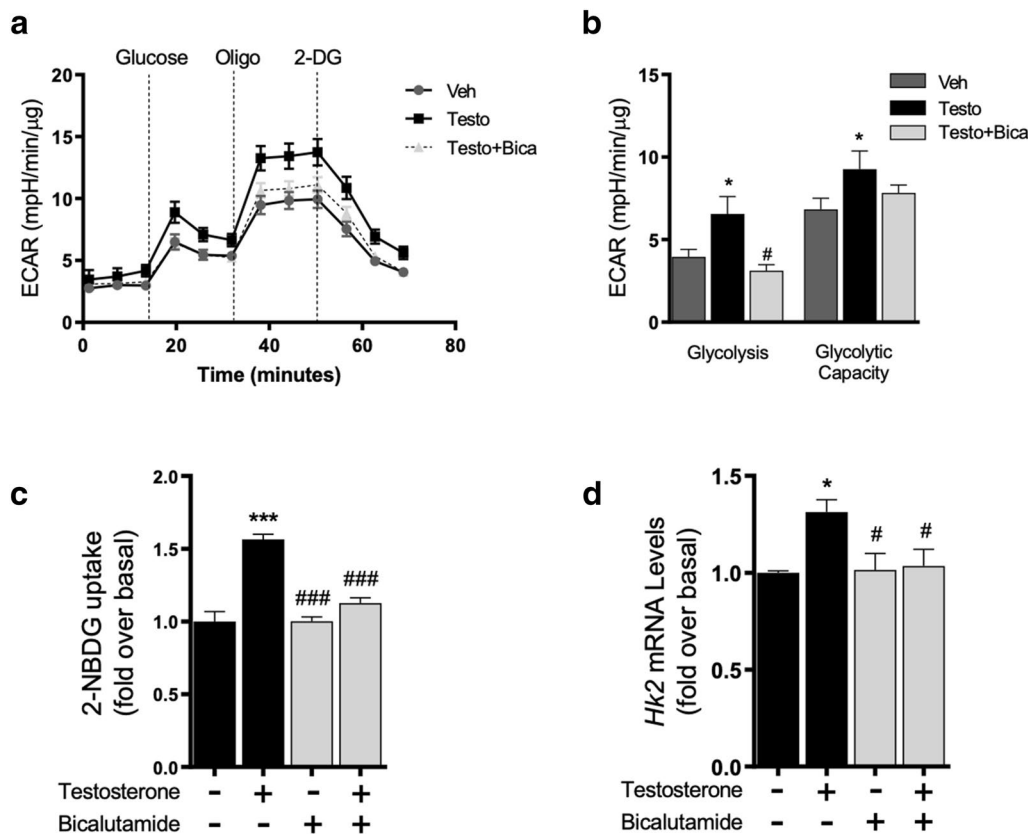 a
Glucose Oligo 2-DG
20
15
10
5
0
ECAR (mpH/min/µg)
0 20 40 60 80
Time (minutes)
Veh
Testo
Testo+Bica
b
15
10
5
0
ECAR (mpH/min/µg)
* # *
Glycolysis
Glycolytic
Capacity
Veh
Testo
Testo+Bica
c
2.0
1.5
1.0
0.5
0.0
2-NBDG uptake
(fold over basal)
*** ### ###
Testosterone - + - +
Bicalutamide - - + +
d
1.5
1.0
0.5
0.0
Hk2 mRNA Levels
(fold over basal)
* # #
Testosterone - + - +
Bicalutamide - - + +